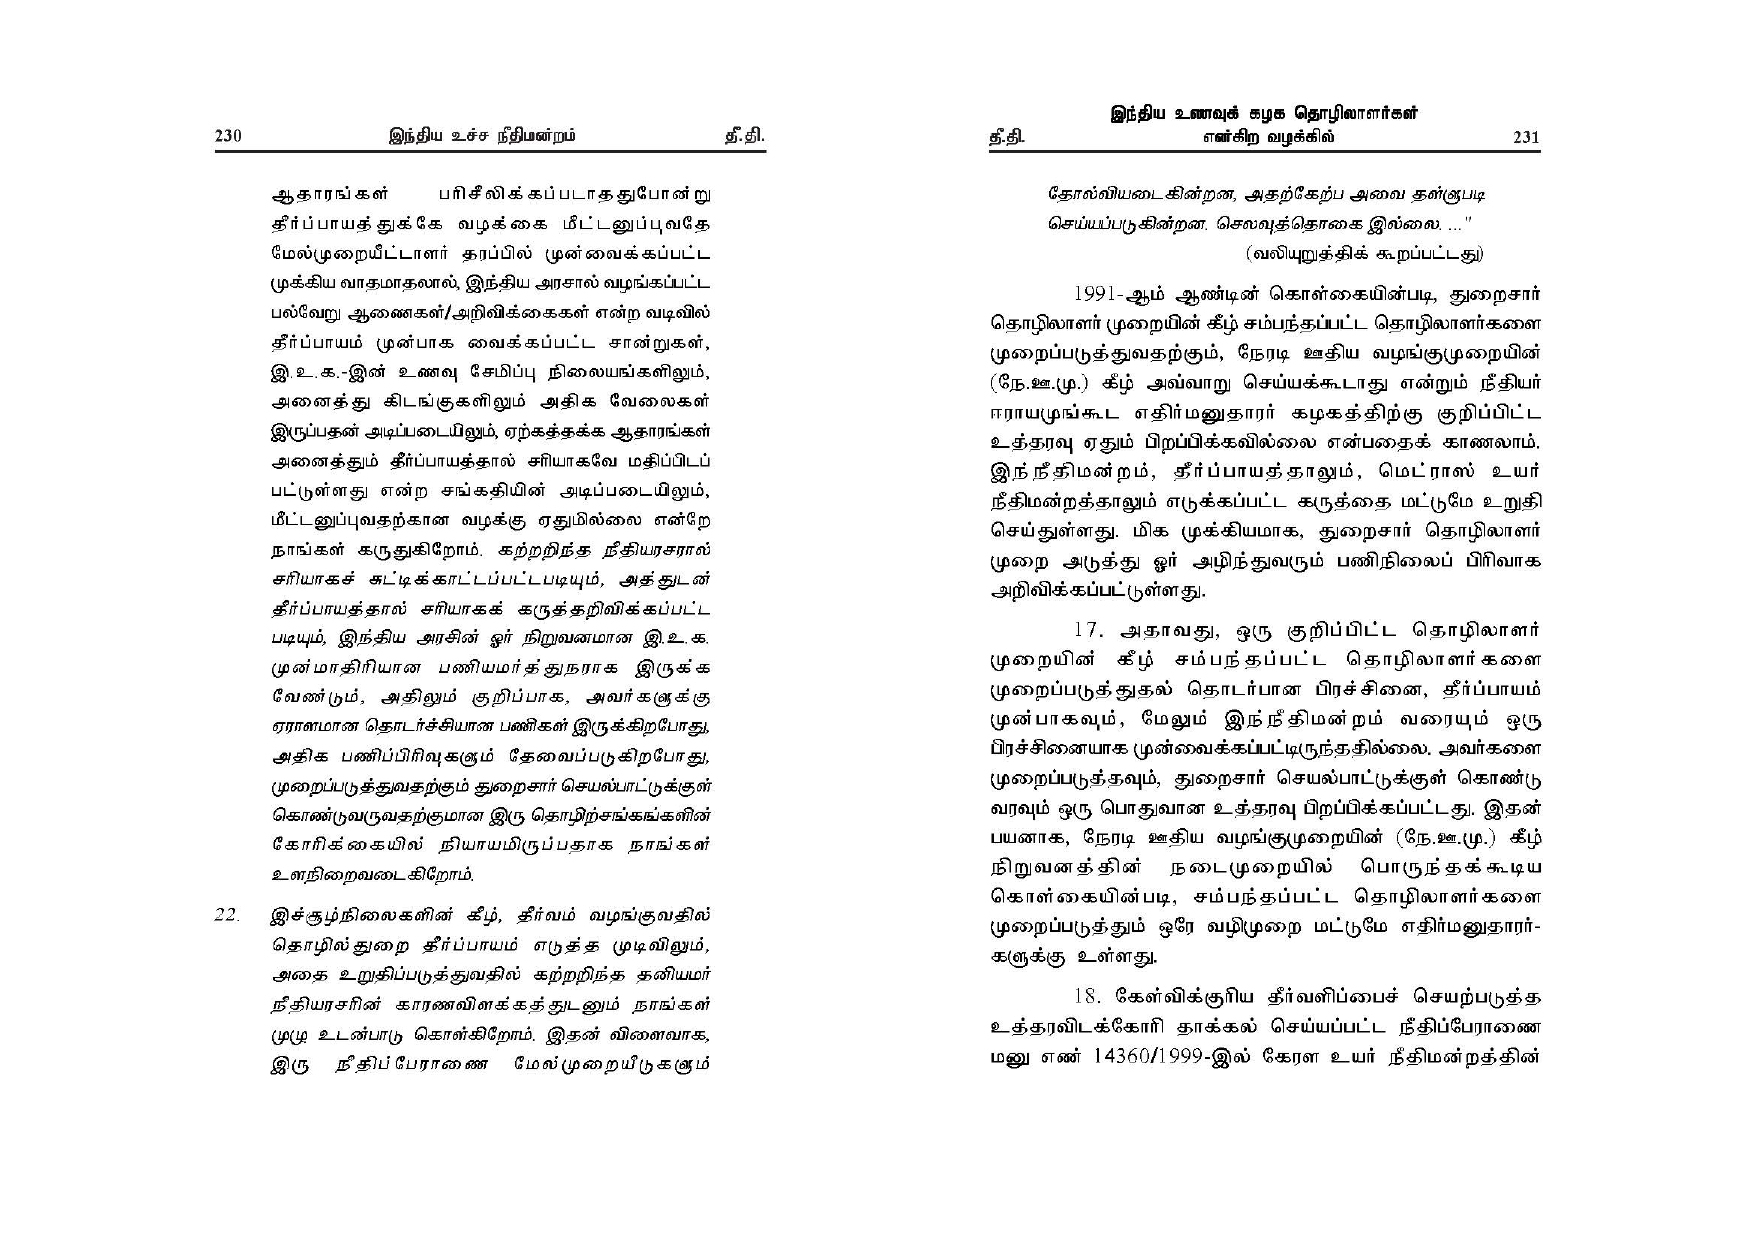 230 இந்திய உச்ச நீதிமன்றம் தீ.தி.
ஆதாரங்கள் பரிசீலிக்கப்படாததுபோன்று
தீர்ப்பாயத்துக்கே வழக்கை மீட்டனுப்புவதே
மேல்முறையீட்டாளர் தரப்பில் முன்வைக்கப்பட்ட
முக்கிய வாதமாதலால், இந்திய அரசால் வழங்கப்பட்ட
பல்வேறு ஆணைகள்/அறிவிக்கைகள் என்ற வடிவில்
தீர்ப்பாயம் முன்பாக வைக்கப்பட்ட சான்றுகள்,
இ.உ.க.-இன் உணவு சேமிப்பு நிலையங்களிலும்,
அனைத்து கிடங்குகளிலும் அதிக வேலைகள்
இருப்பதன் அடிப்படையிலும், ஏற்கத்தக்க ஆதாரங்கள்
அனைத்தும் தீர்ப்பாயத்தால் சரியாகவே மதிப்பிடப்
பட்டுள்ளது என்ற சங்கதியின் அடிப்படையிலும்,
மீட்டனுப்புவதற்கான வழக்கு ஏதுமில்லை என்றே
நாங்கள் கருதுகிறோம். கற்றறிந்த நீதியரசரால்
சரியாகச் சுட்டிக்காட்டப்பட்டபடியும், அத்துடன்
தீர்ப்பாயத்தால் சரியாகக் கருத்தறிவிக்கப்பட்ட
படியும், இந்திய அரசின் ஓர் நிறுவனமான இ.உ.க.
முன்மாதிரியான பணியமர்த்துநராக இருக்க
வேண்டும், அதிலும் குறிப்பாக, அவர்களுக்கு
ஏராளமான தொடர்ச்சியான பணிகள் இருக்கிறபோது,
அதிக பணிப்பிரிவுகளும் தேவைப்படுகிறபோது,
முறைப்படுத்துவதற்கும் துறைசார் செயல்பாட்டுக்குள்
கொண்டுவருவதற்குமான இரு தொழிற்சங்கங்களின்
கோரிக்கையில் நியாயமிருப்பதாக நாங்கள்
உளநிறைவடைகிறோம்.
22. இச்சூழ்நிலைகளின் கீழ், தீர்வம் வழங்குவதில்
தொழில்துறை தீர்ப்பாயம் எடுத்த முடிவிலும்,
அதை உறுதிப்படுத்துவதில் கற்றறிந்த தனியமர்
நீதியரசரின் காரணவிளக்கத்துடனும் நாங்கள்
முழு உடன்பாடு கொள்கிறோம். இதன் விளைவாக,
இரு நீதிப்பேராணை மேல்முறையீடுகளும்
இந்திய உணவுக் கழக தொழிலாளர்கள்
தீ.தி. என்கிற வழக்கில் 231
தோல்வியடைகின்றன, அதற்கேற்ப அவை தள்ளுபடி
செய்யப்படுகின்றன. செலவுத்தொகை இல்லை. ..."
(வலியுறுத்திக் கூறப்பட்டது)
1991-ஆம் ஆண்டின் கொள்கையின்படி, துறைசார்
தொழிலாளர் முறையின் கீழ் சம்பந்தப்பட்ட தொழிலாளர்களை
முறைப்படுத்துவதற்கும், நேரடி ஊதிய வழங்குமுறையின்
(நே.ஊ.மு.) கீழ் அவ்வாறு செய்யக்கூடாது என்றும் நீதியர்
ஈராயமுங்கூட எதிர்மனுதாரர் கழகத்திற்கு குறிப்பிட்ட
உத்தரவு ஏதும் பிறப்பிக்கவில்லை என்பதைக் காணலாம்.
இந்நீதிமன்றம், தீர்ப்பாயத்தாலும், மெட்ராஸ் உயர்
நீதிமன்றத்தாலும் எடுக்கப்பட்ட கருத்தை மட்டுமே உறுதி
செய்துள்ளது. மிக முக்கியமாக, துறைசார் தொழிலாளர்
முறை அடுத்து ஓர் அழிந்துவரும் பணிநிலைப் பிரிவாக
அறிவிக்கப்பட்டுள்ளது.
17. அதாவது, ஒரு குறிப்பிட்ட தொழிலாளர்
முறையின் கீழ் சம்பந்தப்பட்ட தொழிலாளர்களை
முறைப்படுத்துதல் தொடர்பான பிரச்சினை, தீர்ப்பாயம்
முன்பாகவும், மேலும் இந்நீதிமன்றம் வரையும் ஒரு
பிரச்சினையாக முன்வைக்கப்பட்டிருந்ததில்லை. அவர்களை
முறைப்படுத்தவும், துறைசார் செயல்பாட்டுக்குள் கொண்டு
வரவும் ஒரு பொதுவான உத்தரவு பிறப்பிக்கப்பட்டது. இதன்
பயனாக, நேரடி ஊதிய வழங்குமுறையின் (நே.ஊ.மு.) கீழ்
நிறுவனத்தின் நடைமுறையில் பொருந்தக்கூடிய
கொள்கையின்படி, சம்பந்தப்பட்ட தொழிலாளர்களை
முறைப்படுத்தும் ஒரே வழிமுறை மட்டுமே எதிர்மனுதாரர்-
களுக்கு உள்ளது.
18. கேள்விக்குரிய தீர்வளிப்பைச் செயற்படுத்த
உத்தரவிடக்கோரி தாக்கல் செய்யப்பட்ட நீதிப்பேராணை
மனு எண் 14360/1999-இல் கேரள உயர் நீதிமன்றத்தின்